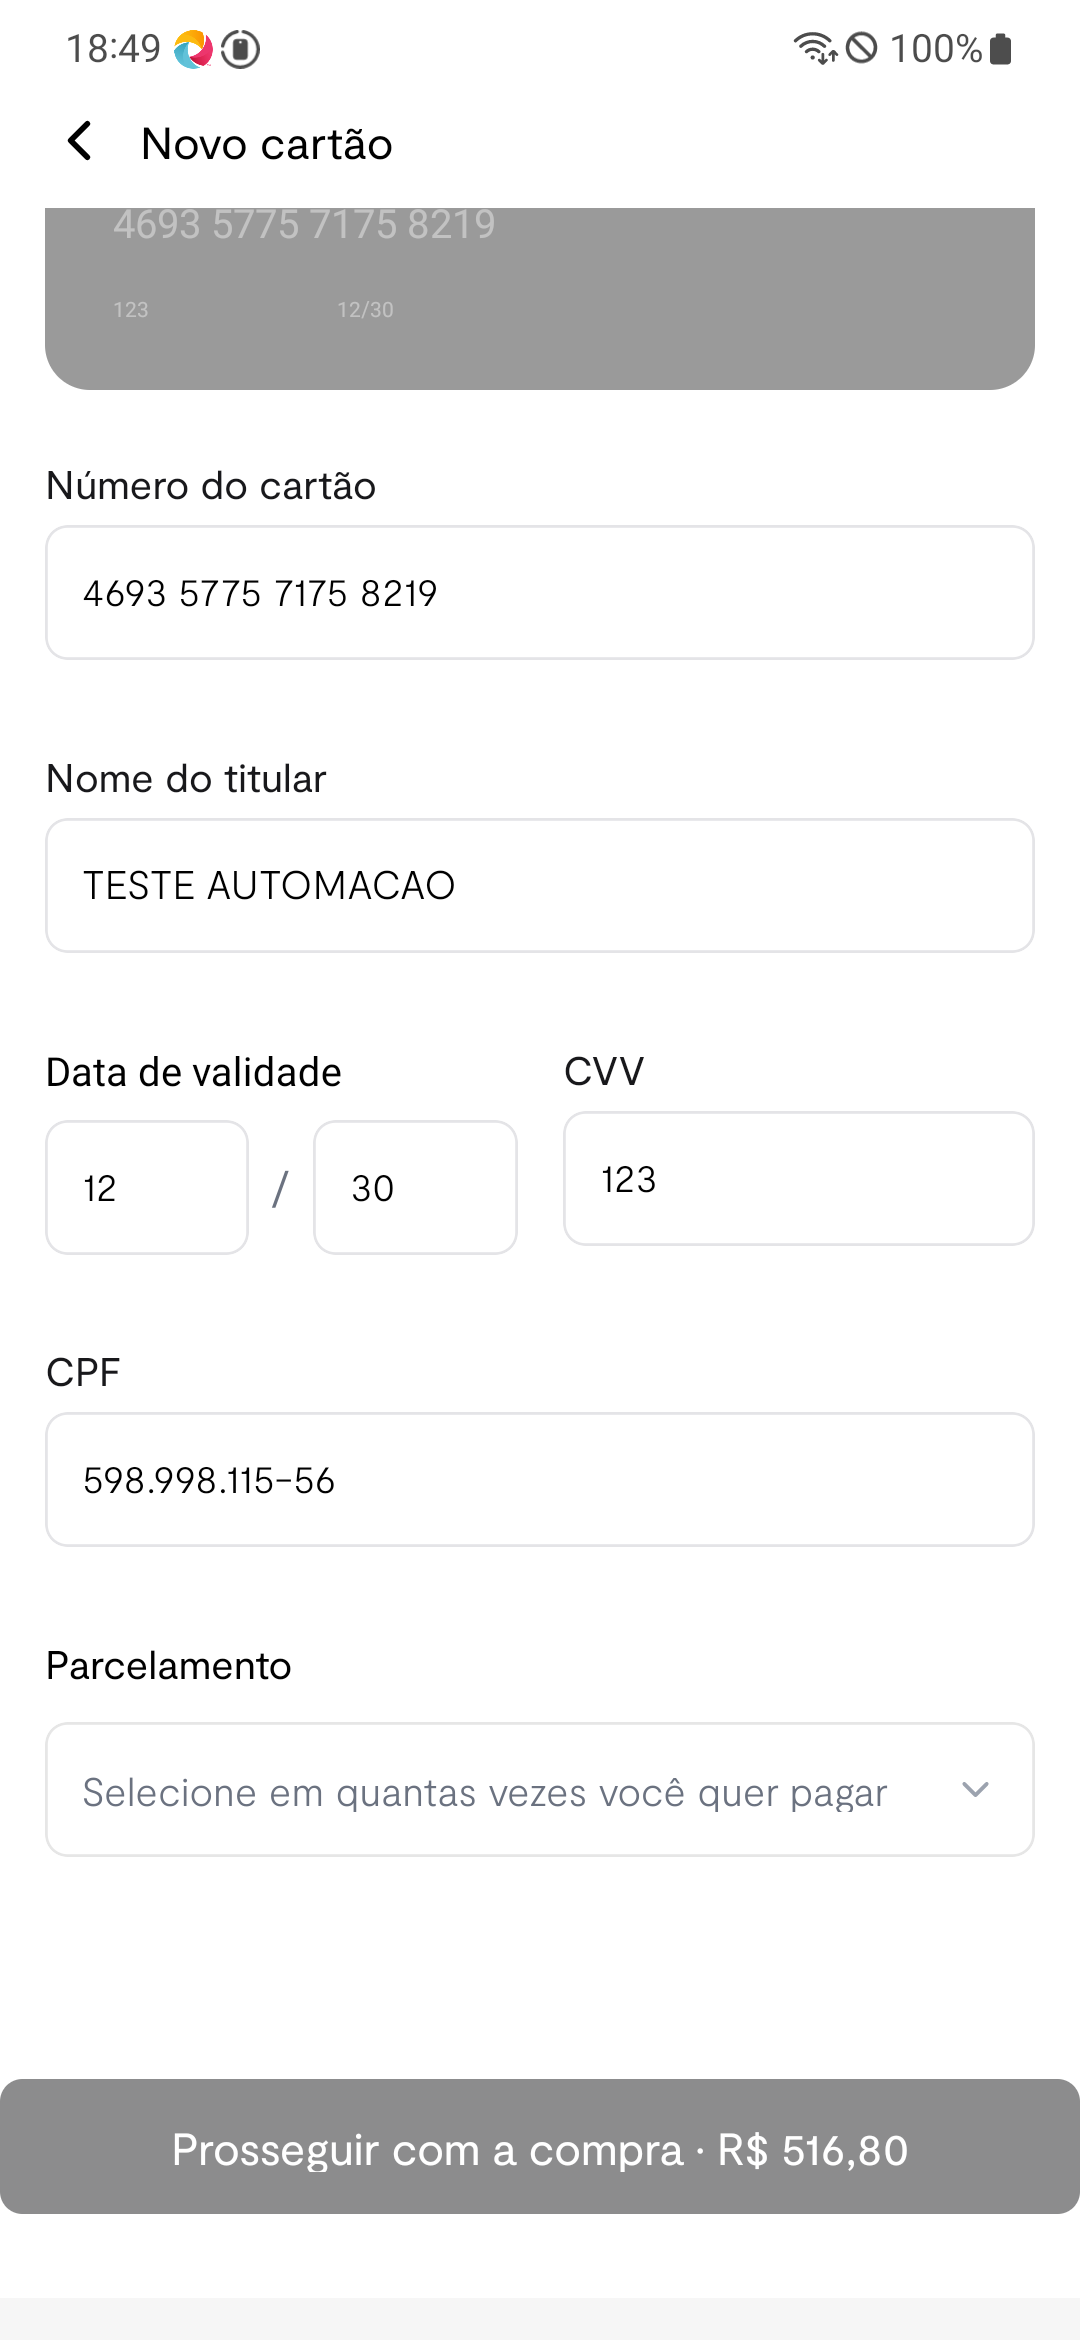 18:49 100%
Novo cartão
4693 5775 7175 8219
123 12/30
Número do cartão
4693 5775 7175 8219
Nome do titular
TESTE AUTOMACAO
Data de validade CVV
12 / 30 123
CPF
598.998.115-56
Parcelamento
Selecione em quantas vezes você quer pagar
Prosseguir com a compra · R$ 516,80